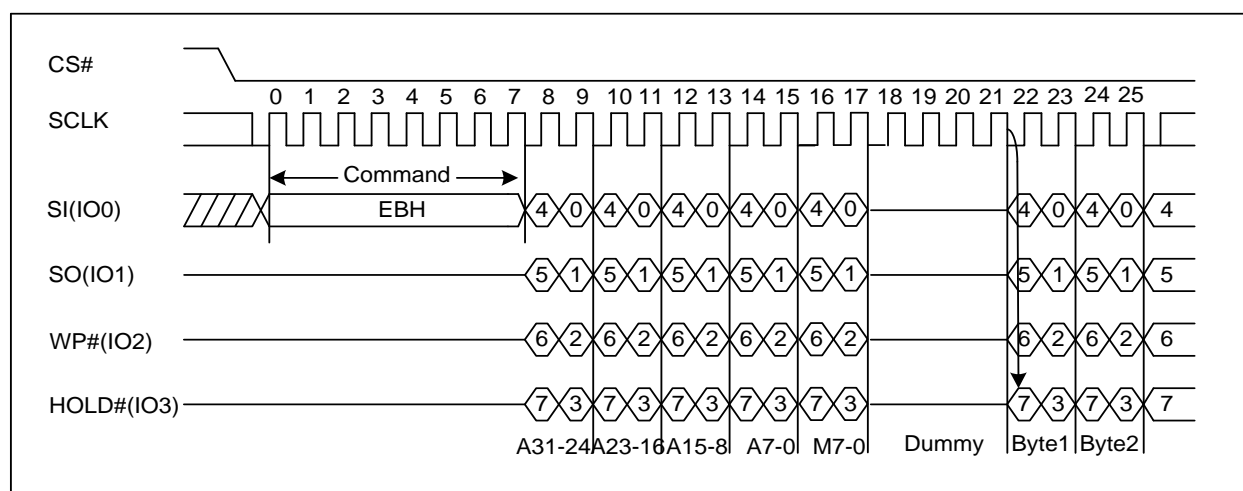 CS#
0 1 2 3 4 5 6 7 8 9 10 11 12 13 14 15 16 17 18 19 20 21 22 23 24 25
SCLK
Command
SI(IO0) EBH 4 0 4 0 4 0 4 0 4 0 4 0 4 0 4
SO(IO1) 5 1 5 1 5 1 5 1 5 1 5 1 5 1 5
WP#(IO2) 6 2 6 2 6 2 6 2 6 2 6 2 6 2 6
HOLD#(IO3) 7 3 7 3 7 3 7 3 7 3 7 3 7 3 7
A31-24 A23-16 A15-8 A7-0 M7-0 Dummy Byte1 Byte2